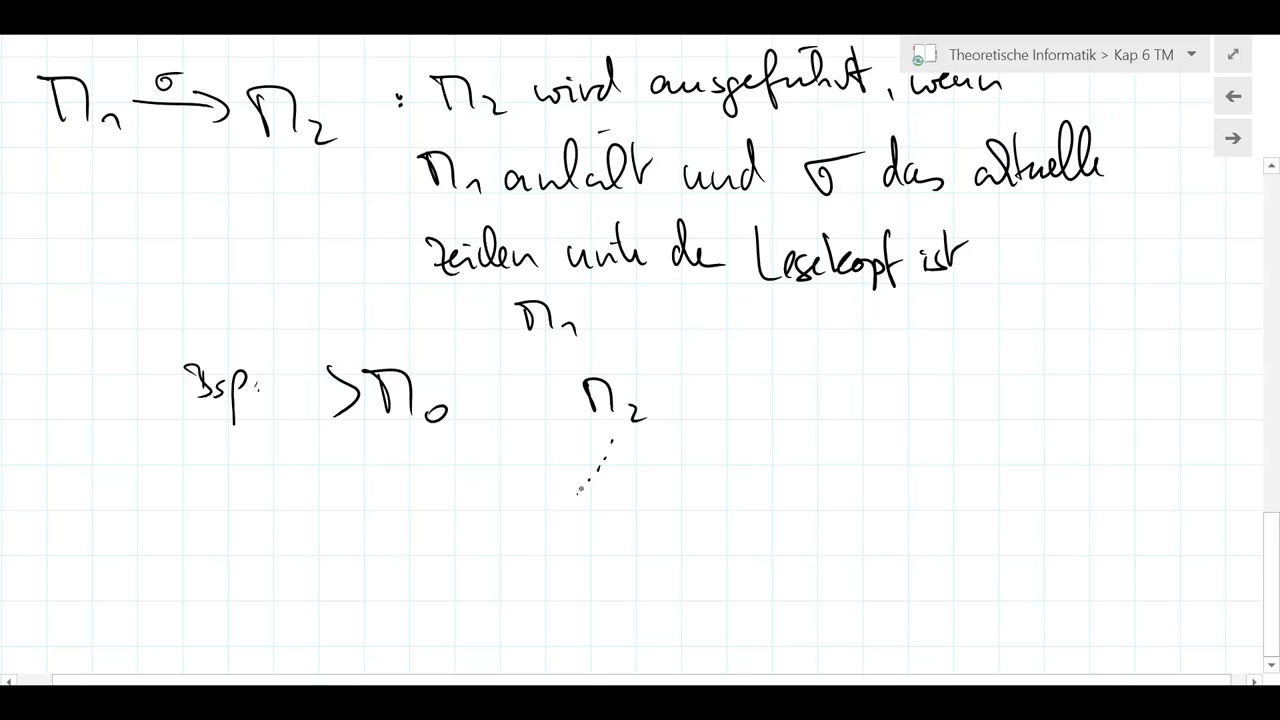 Theoretische Informatik > Kap 6 TM
M₁ →σ M₂ : M₂ wird ausgeführt, wenn
M₁ anhält und σ das aktuelle
Zeichen unter der Lesekopf ist
M₁
Bsp: >M₀ M₂